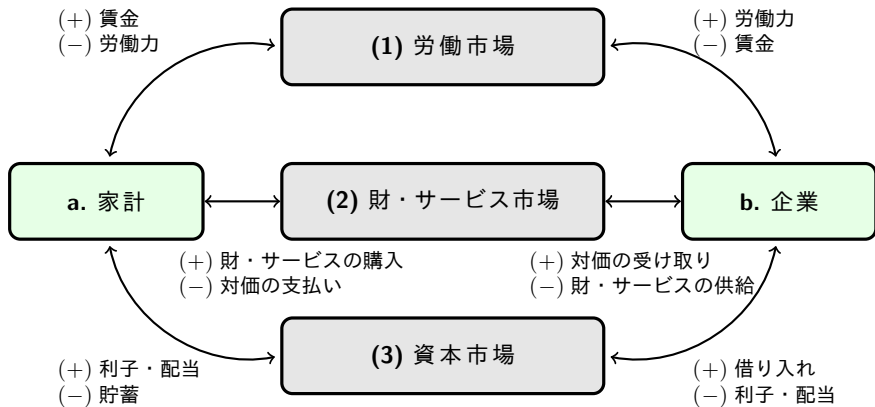 (+) 賃金
(−) 労働力
(1) 労働市場
(+) 労働力
(−) 賃金
a. 家計
(2) 財・サービス市場
b. 企業
(+) 財・サービスの購入
(−) 対価の支払い
(+) 対価の受け取り
(−) 財・サービスの供給
(3) 資本市場
(+) 利子・配当
(−) 貯蓄
(+) 借り入れ
(−) 利子・配当